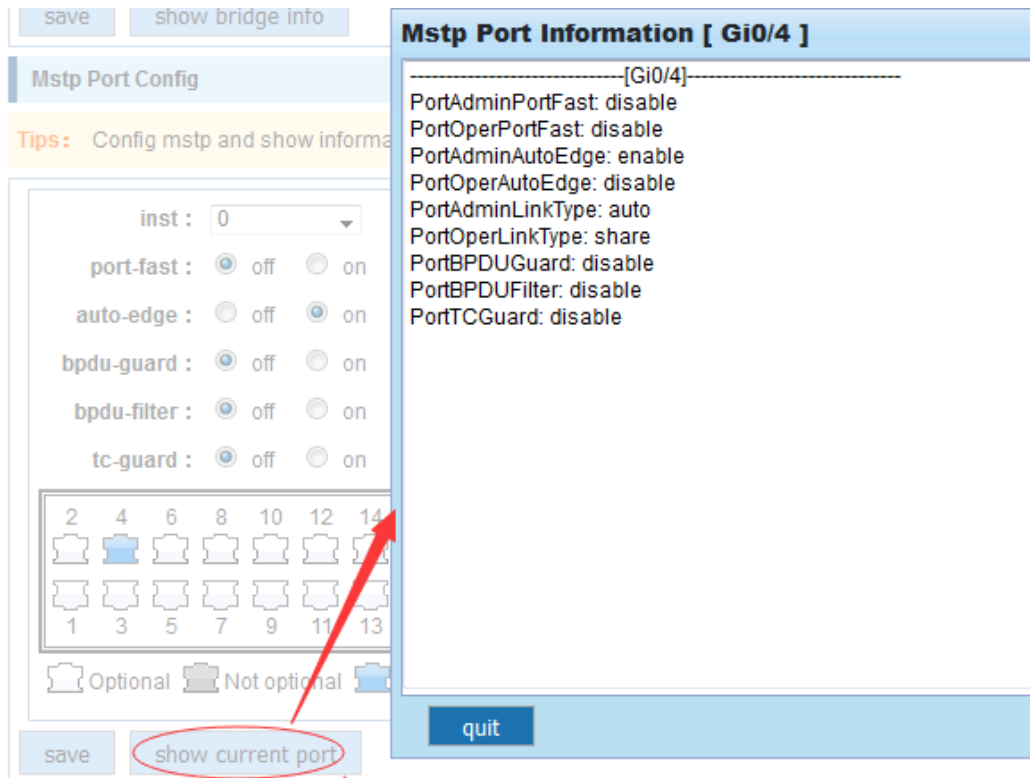 save
show bridge info
Mstp Port Config
Tips: Config mstp and show informa
inst : 0
port-fast : off on
auto-edge : off on
bpdu-guard : off on
bpdu-filter : off on
tc-guard : off on
2 4 6 8 10 12 14
1 3 5 7 9 11 13
Optional Not optional
save
show current port
Mstp Port Information [ Gi0/4 ]
------------------------------[Gi0/4]------------------------------
PortAdminPortFast: disable
PortOperPortFast: disable
PortAdminAutoEdge: enable
PortOperAutoEdge: disable
PortAdminLinkType: auto
PortOperLinkType: share
PortBPDUGuard: disable
PortBPDUFilter: disable
PortTCGuard: disable
quit